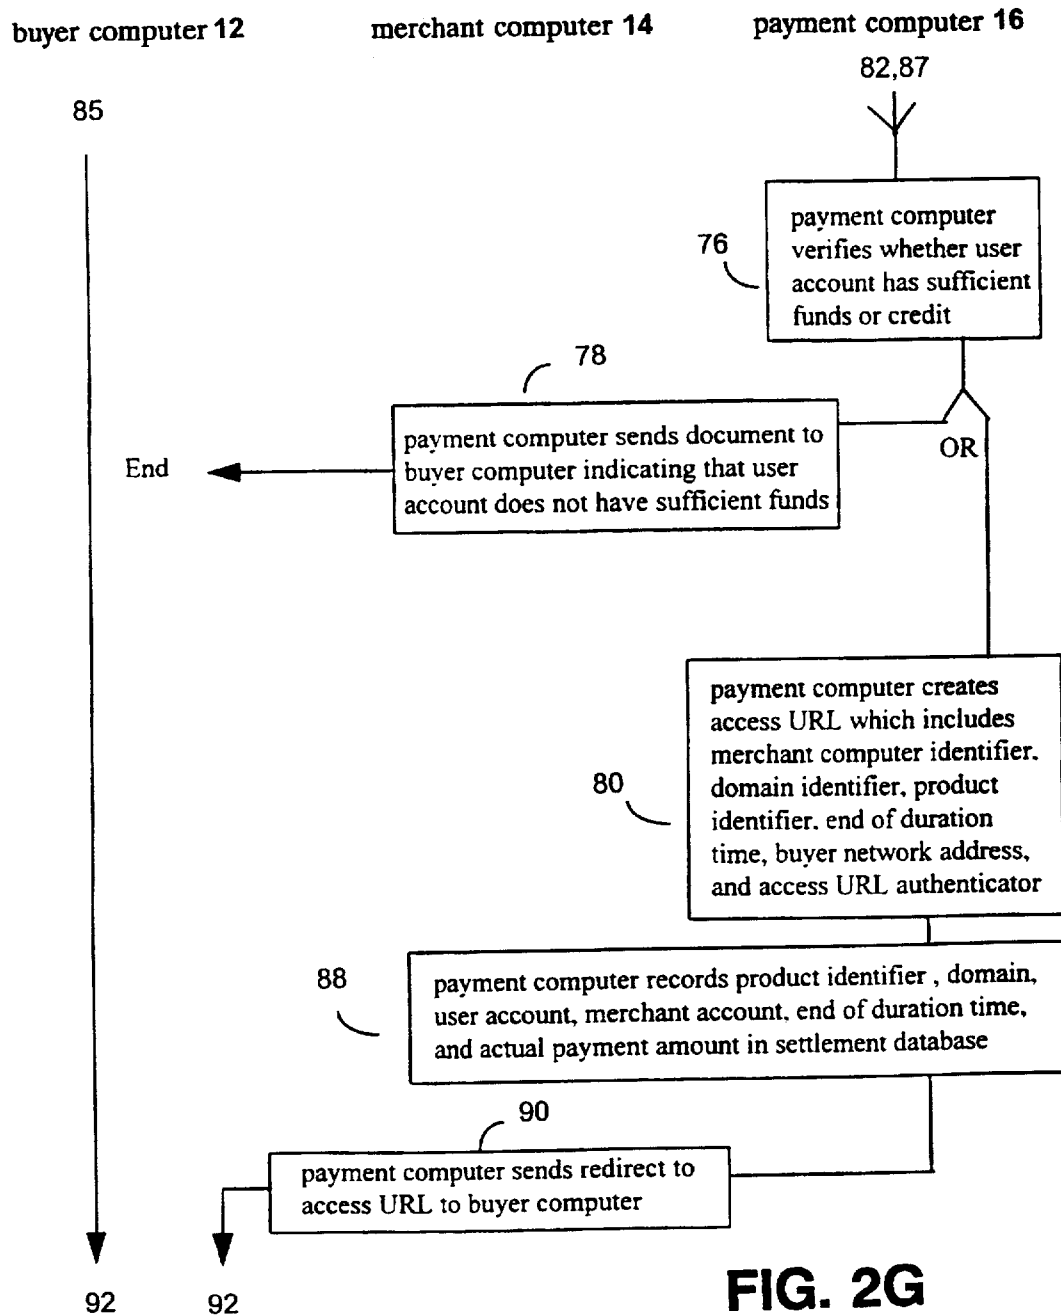 buyer computer 12 merchant computer 14 payment computer 16
82,87
85
payment computer
verifies whether user
account has sufficient
funds or credit
76
78
OR
payment computer sends document to
buyer computer indicating that user
account does not have sufficient funds
End
payment computer creates
access URL which includes
merchant computer identifier.
domain identifier, product
identifier. end of duration
time, buyer network address,
and access URL authenticator
80
88
payment computer records product identifier , domain,
user account, merchant account, end of duration time,
and actual payment amount in settlement database
90
payment computer sends redirect to
access URL to buyer computer
92 92
FIG. 2G